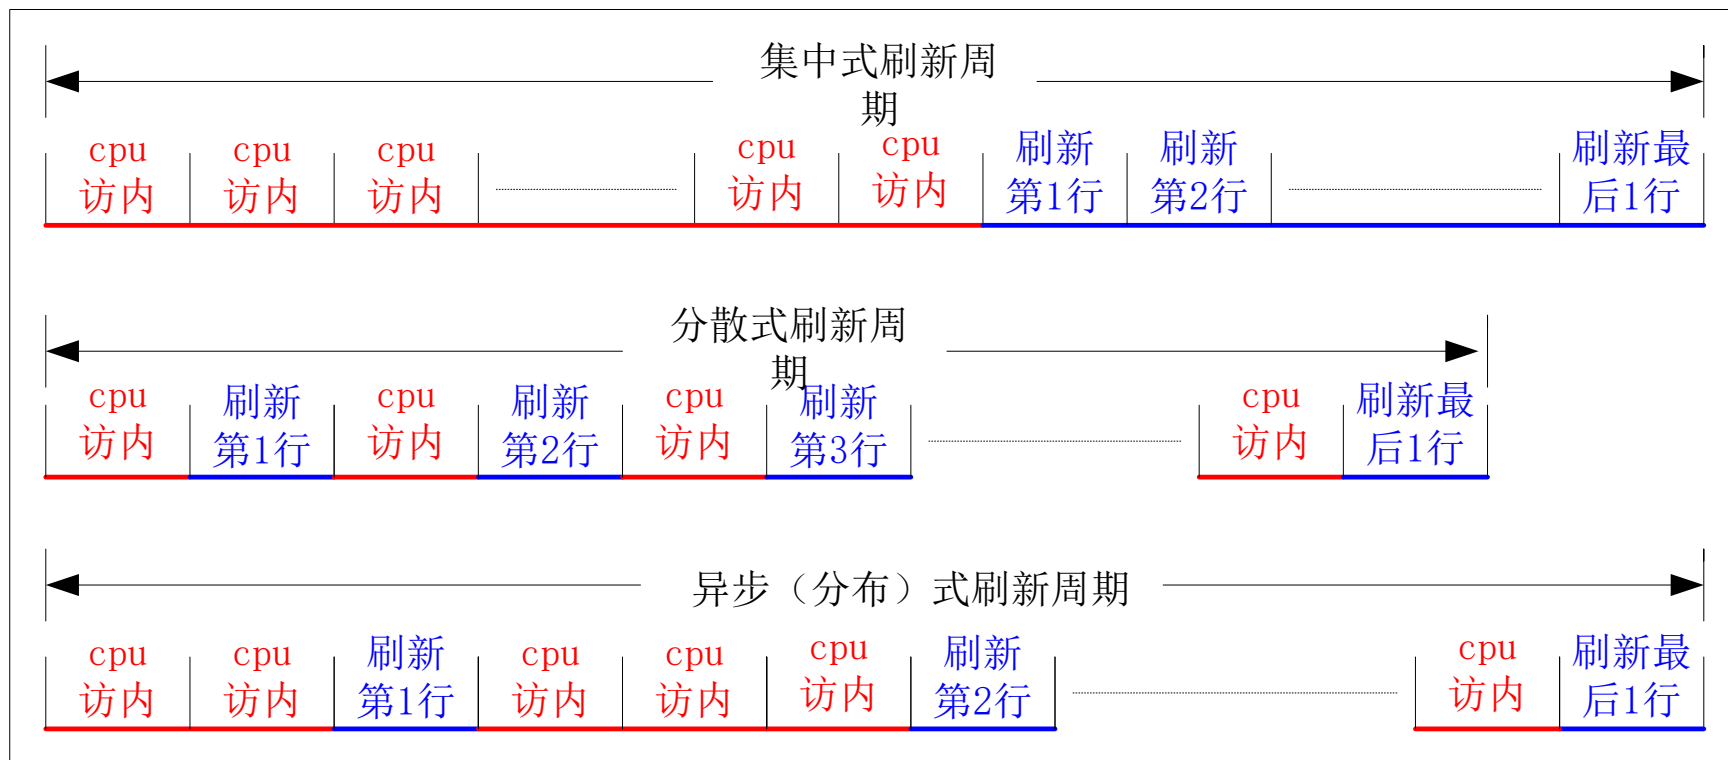 集中式刷新周
期
cpu cpu cpu cpu cpu 刷新 刷新 刷新最
访内 访内 访内 访内 访内 第1行 第2行 后1行
分散式刷新周
期
cpu 刷新 cpu 刷新 cpu 刷新 cpu 刷新最
访内 第1行 访内 第2行 访内 第3行 访内 后1行
异步（分布）式刷新周期
cpu cpu 刷新 cpu cpu cpu 刷新 cpu 刷新最
访内 访内 第1行 访内 访内 访内 第2行 访内 后1行